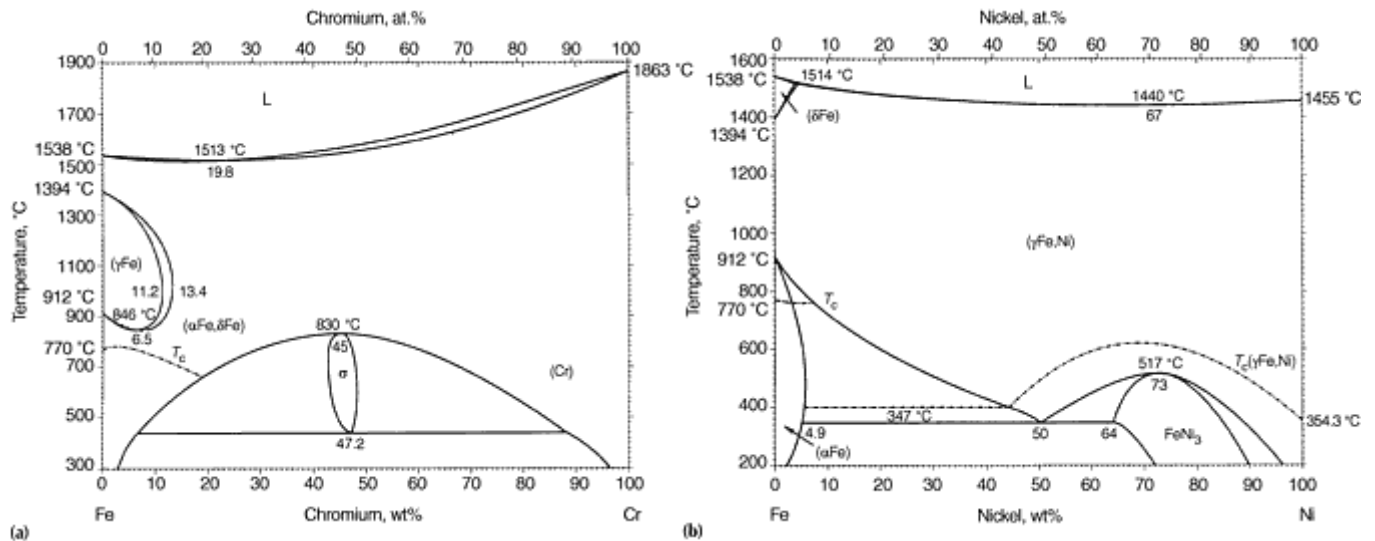 Chromium, at.%
0 10 20 30 40 50 60 70 80 90 100
1900
1863 °C
L
1700
1538 °C
1513 °C
1500
19.8
1394 °C
1300
Temperature, °C
(γFe)
1100
11.2
13.4
912 °C
900
846 °C
6.5
(αFe,δFe)
830 °C
770 °C
Tc
45
700
σ
(Cr)
500
47.2
300
0 10 20 30 40 50 60 70 80 90 100
Fe
Chromium, wt%
Cr
(a)
Nickel, at.%
0 10 20 30 40 50 60 70 80 90 100
1600
1538 °C
1514 °C
L
(δFe)
1440 °C
1455 °C
1400
67
1394 °C
1200
Temperature, °C
1000
(γFe,Ni)
912 °C
800
770 °C
Tc
600
517 °C
Tc(γFe,Ni)
73
400
347 °C
354.3 °C
4.9
50
64
FeNi3
(αFe)
200
0 10 20 30 40 50 60 70 80 90 100
Fe
Nickel, wt%
Ni
(b)